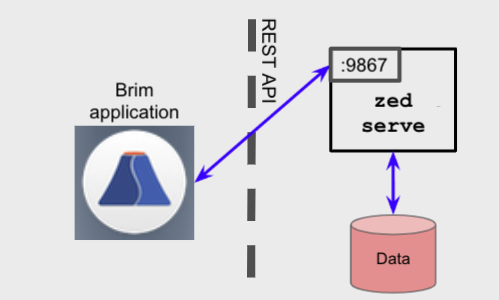 Brim
application
REST API
:9867
zed
serve
Data